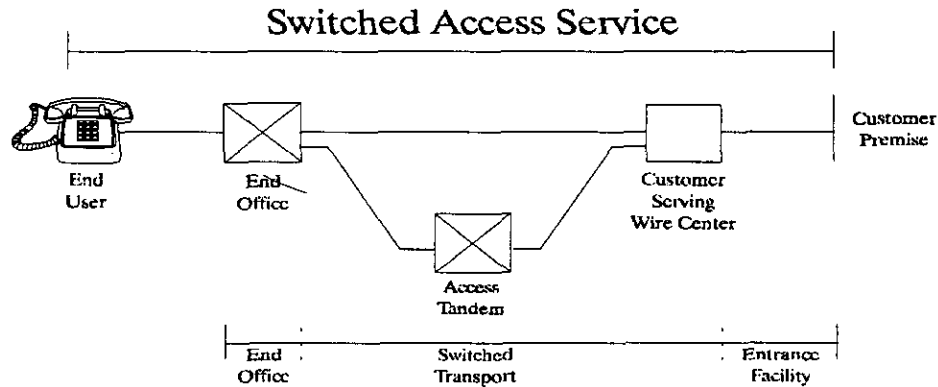 Switched Access Service
Customer
Premise
End
User
End
Office
Customer
Serving
Wire Center
Access
Tandem
End
Office
Switched
Transport
Entrance
Facility